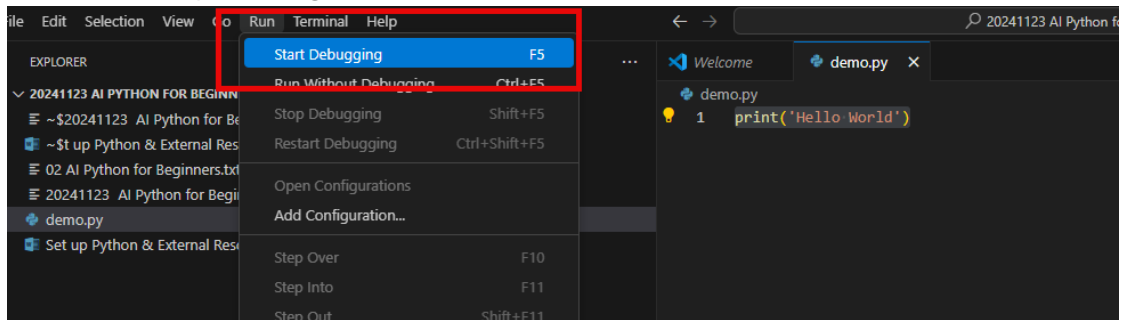 ile Edit Selection View Go Run Terminal Help
20241123 AI Python fo
EXPLORER
Start Debugging F5
Welcome demo.py
Run Without Debugging Ctrl+F5
20241123 AI PYTHON FOR BEGINN
demo.py
~$20241123 AI Python for Be
Stop Debugging Shift+F5
1 print('Hello World')
~$t up Python & External Res
Restart Debugging Ctrl+Shift+F5
02 AI Python for Beginners.txt
Open Configurations
20241123 AI Python for Begi
demo.py
Add Configuration...
Set up Python & External Reso
Step Over F10
Step Into F11
Step Out Shift+F11